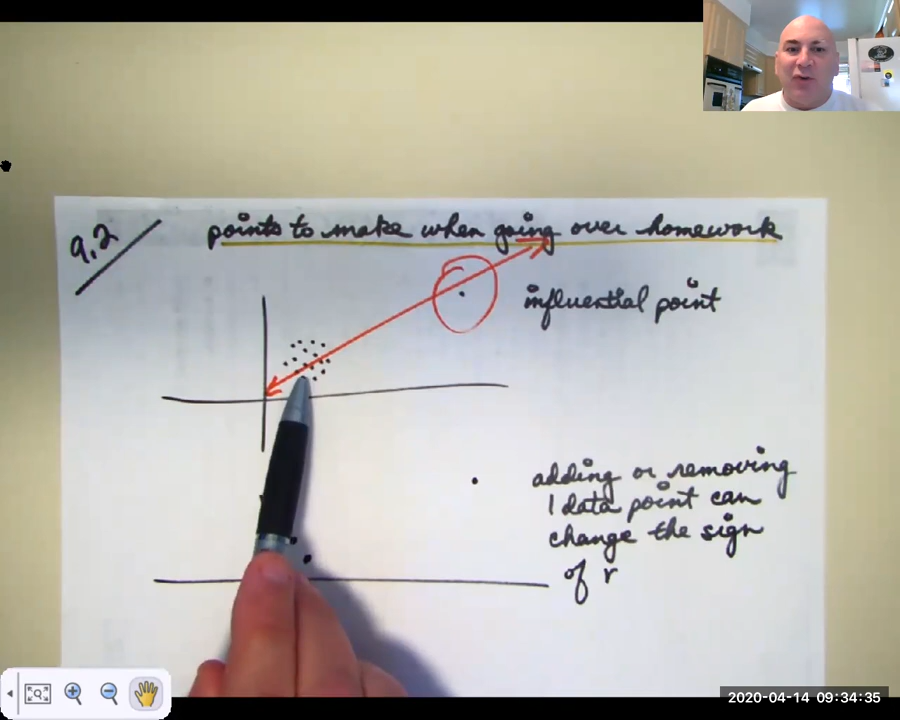 9.2
points to make when going over homework
influential point
adding or removing
1 data point can
change the sign
of r
2020-04-14 09:34:35